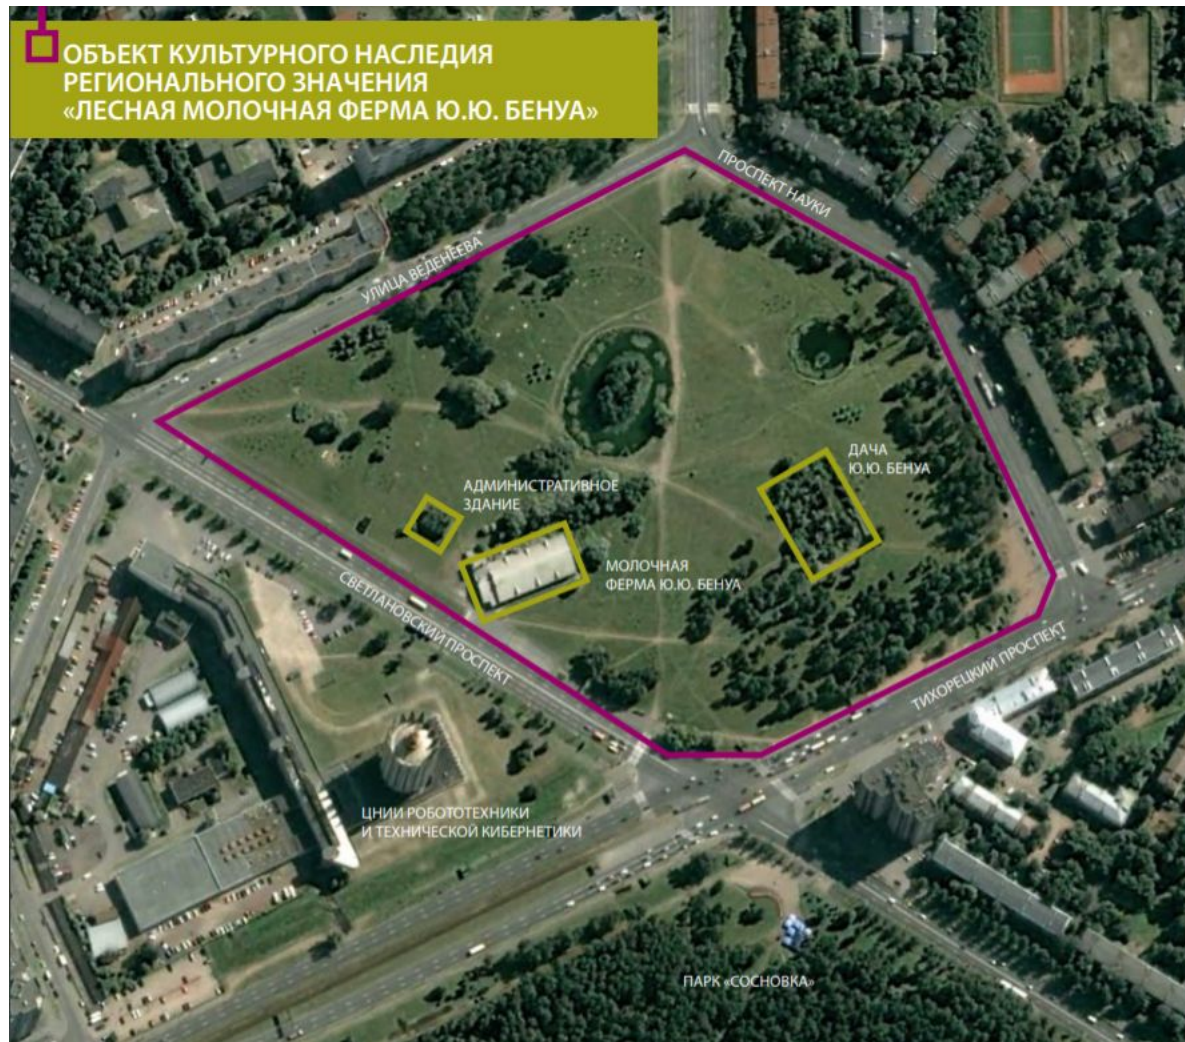 ОБЪЕКТ КУЛЬТУРНОГО НАСЛЕДИЯ
РЕГИОНАЛЬНОГО ЗНАЧЕНИЯ
«ЛЕСНАЯ МОЛОЧНАЯ ФЕРМА Ю.Ю. БЕНУА»
ПРОСПЕКТ НАУКИ
УЛИЦА ВЕДЕНЕЕВА
ДАЧА
Ю.Ю. БЕНУА
АДМИНИСТРАТИВНОЕ
ЗДАНИЕ
МОЛОЧНАЯ
ФЕРМА Ю.Ю. БЕНУА
СВЕТЛАНОВСКИЙ ПРОСПЕКТ
ТИХОРЕЦКИЙ ПРОСПЕКТ
ЦНИИ РОБОТОТЕХНИКИ
И ТЕХНИЧЕСКОЙ КИБЕРНЕТИКИ
ПАРК «СОСНОВКА»